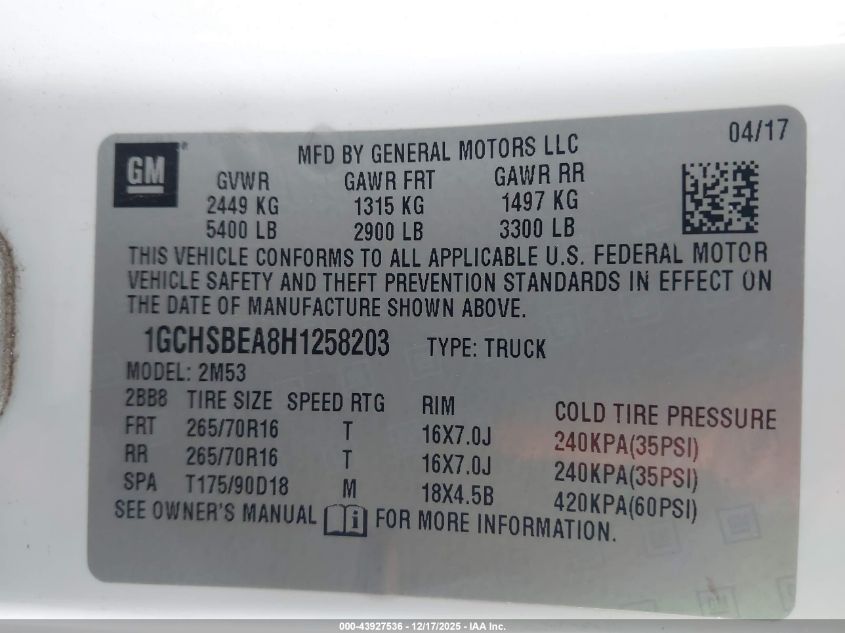 04/17
GM
MFD BY GENERAL MOTORS LLC
GVWR GAWR FRT GAWR RR
2449 KG 1315 KG 1497 KG
5400 LB 2900 LB 3300 LB
THIS VEHICLE CONFORMS TO ALL APPLICABLE U.S. FEDERAL MOTOR
VEHICLE SAFETY AND THEFT PREVENTION STANDARDS IN EFFECT ON
THE DATE OF MANUFACTURE SHOWN ABOVE.
1GCHSBEA8H1258203 TYPE: TRUCK
MODEL: 2M53
2BB8 TIRE SIZE SPEED RTG RIM COLD TIRE PRESSURE
FRT 265/70R16 T 16X7.0J 240KPA(35PSI)
RR 265/70R16 T 16X7.0J 240KPA(35PSI)
SPA T175/90D18 M 18X4.5B 420KPA(60PSI)
SEE OWNER'S MANUAL i FOR MORE INFORMATION.
000-43927536 - 12/17/2025 - IAA Inc.